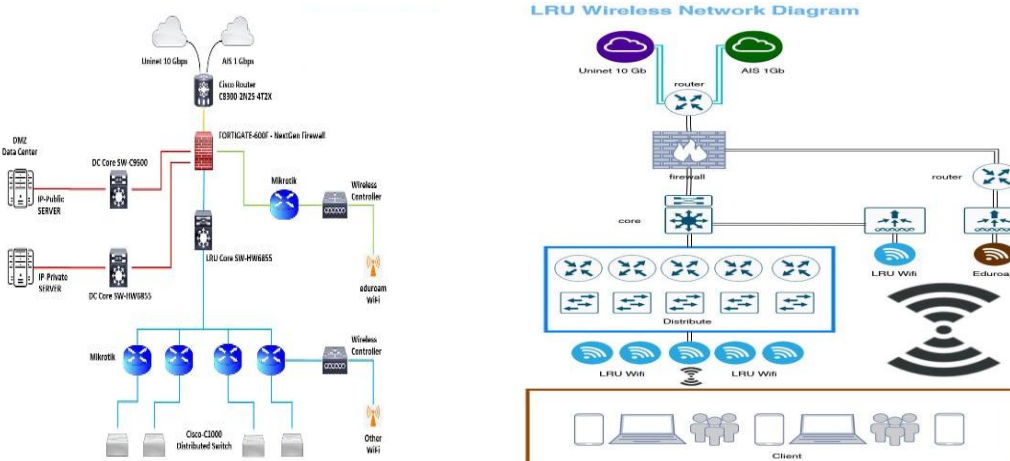 Uninet 10 Gbps
AIS 1 Gbps
Cisco Router
C8300-2N2S-4T2X
FORTIGATE-600F - NextGen Firewall
DMZ
Data Center
DC Core SW-C9500
IP-Public
SERVER
Mikrotik
Wireless
Controller
LRU Core SW-HW6855
IP-Private
SERVER
DC Core SW-HW6855
eduroam
WiFi
Mikrotik
Wireless
Controller
Cisco-C1000
Distributed Switch
Other
WiFi
LRU Wireless Network Diagram
Uninet 10 Gb
AIS 1Gb
router
firewall
router
core
LRU Wifi
Eduroa
Distribute
LRU Wifi
LRU Wifi
Client